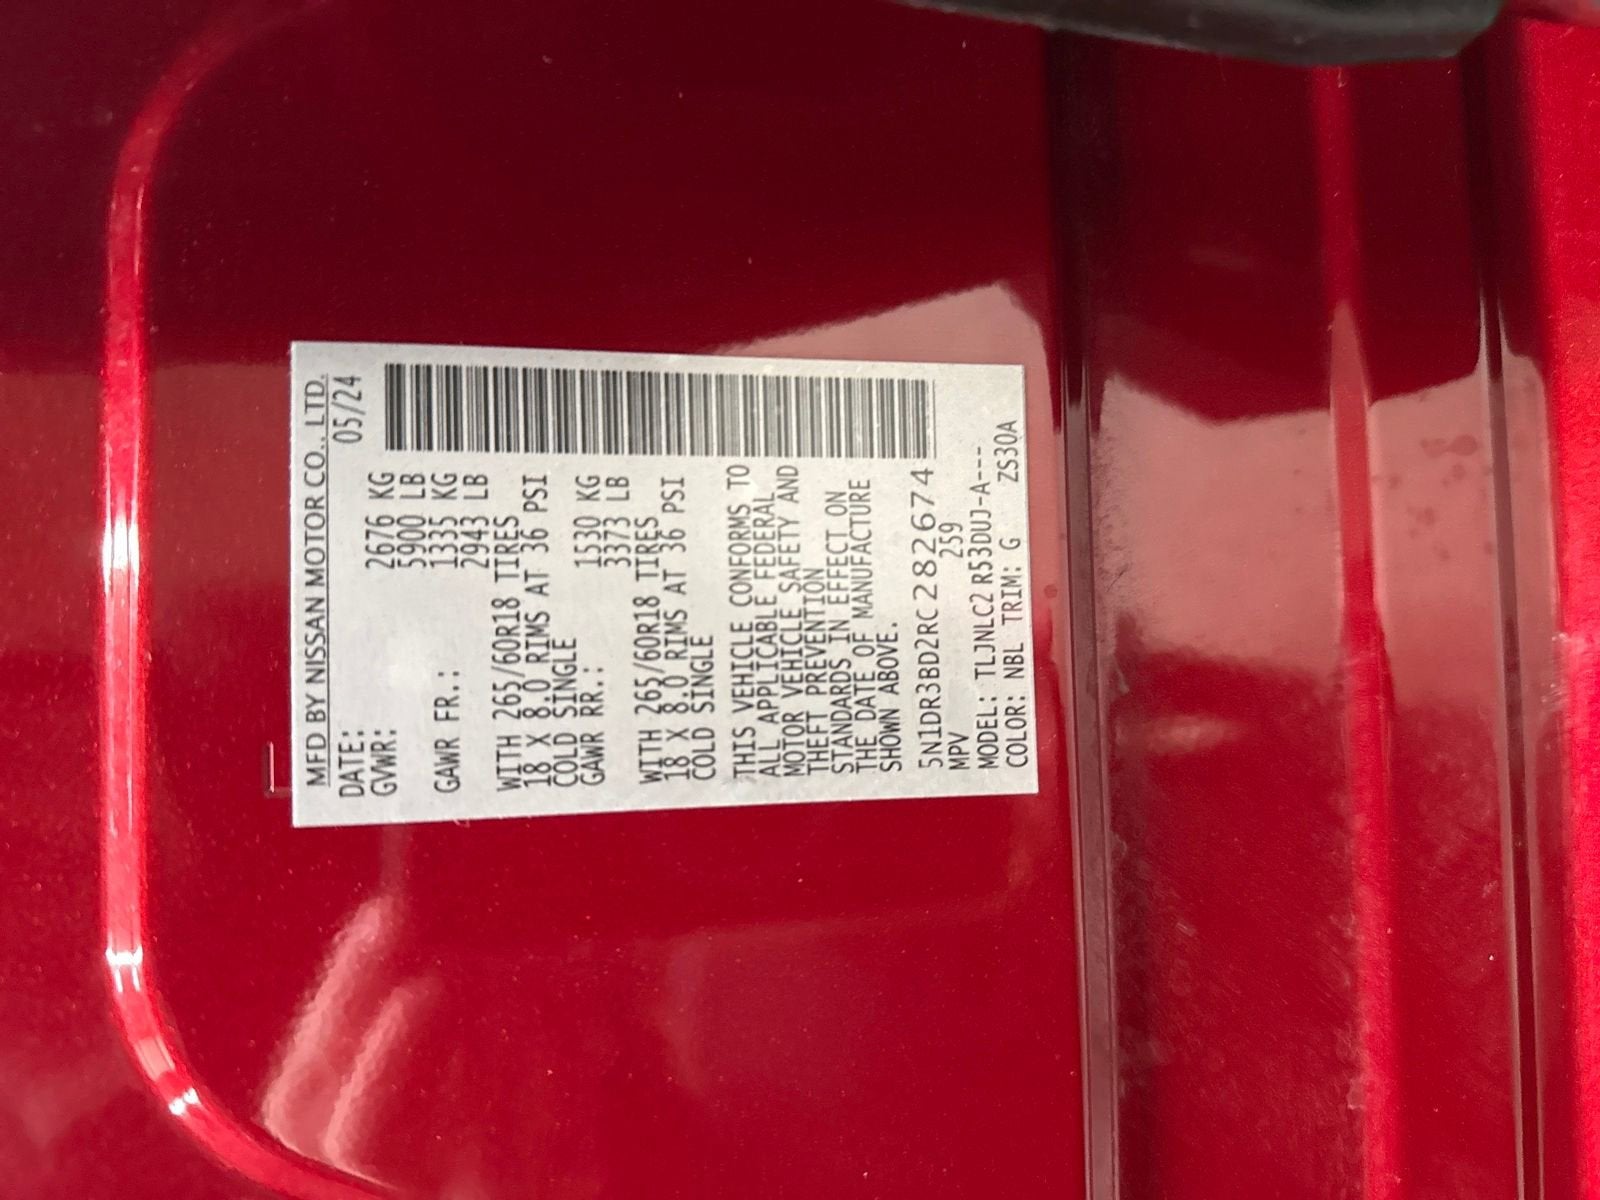 MFD BY NISSAN MOTOR CO., LTD.
DATE: 05/24
GVWR: 2676 KG
5900 LB
GAWR FR.: 1335 KG
2943 LB
WITH 265/60R18 TIRES
18 X 8.0 RIMS AT 36 PSI
COLD SINGLE
GAWR RR.: 1530 KG
3373 LB
WITH 265/60R18 TIRES
18 X 8.0 RIMS AT 36 PSI
COLD SINGLE
THIS VEHICLE CONFORMS TO
ALL APPLICABLE FEDERAL
MOTOR VEHICLE SAFETY AND
THEFT PREVENTION
STANDARDS IN EFFECT ON
THE DATE OF MANUFACTURE
SHOWN ABOVE.
5N1DR3BD2RC282674
MPV 259
MODEL: TLJNLC2 R53DUJ-A---
COLOR: NBL TRIM: G ZS30A